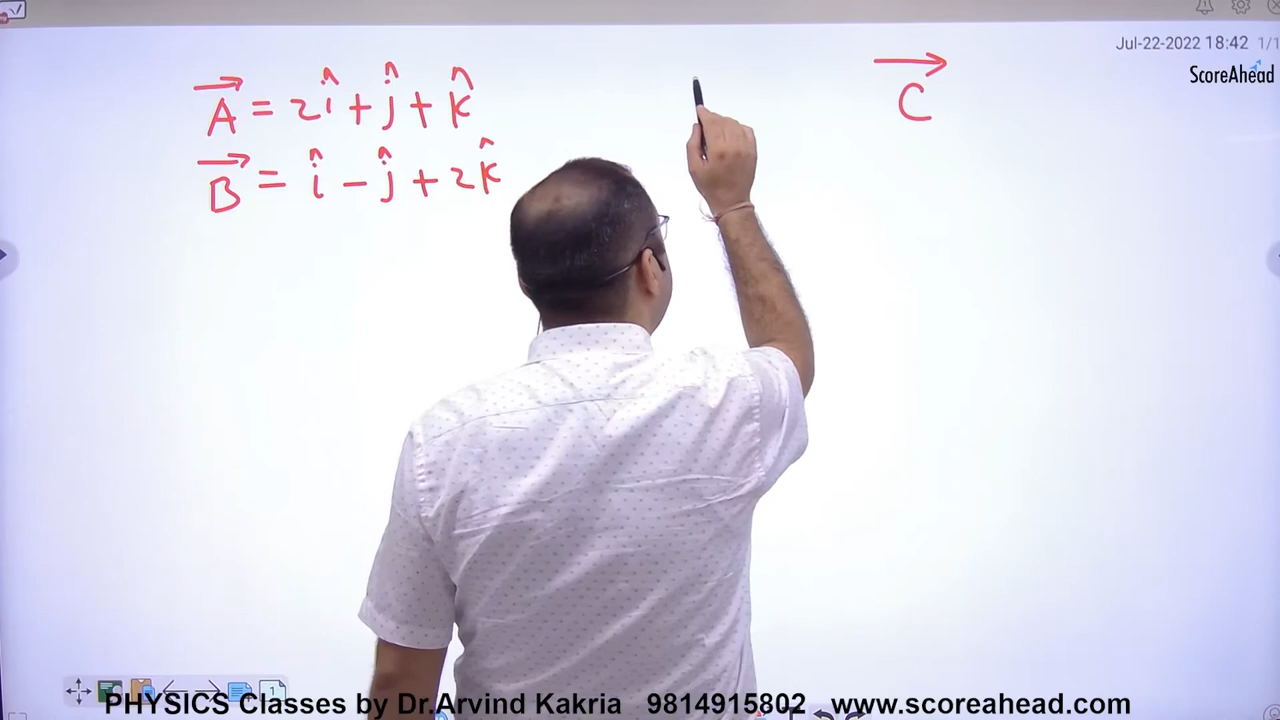 Jul-22-2022 18:42 1/1
ScoreAhead
→A = 2î + ĵ + k̂
→B = î - ĵ + 2k̂
→C
1
PHYSICS Classes by Dr.Arvind Kakria 9814915802 www.scoreahead.com